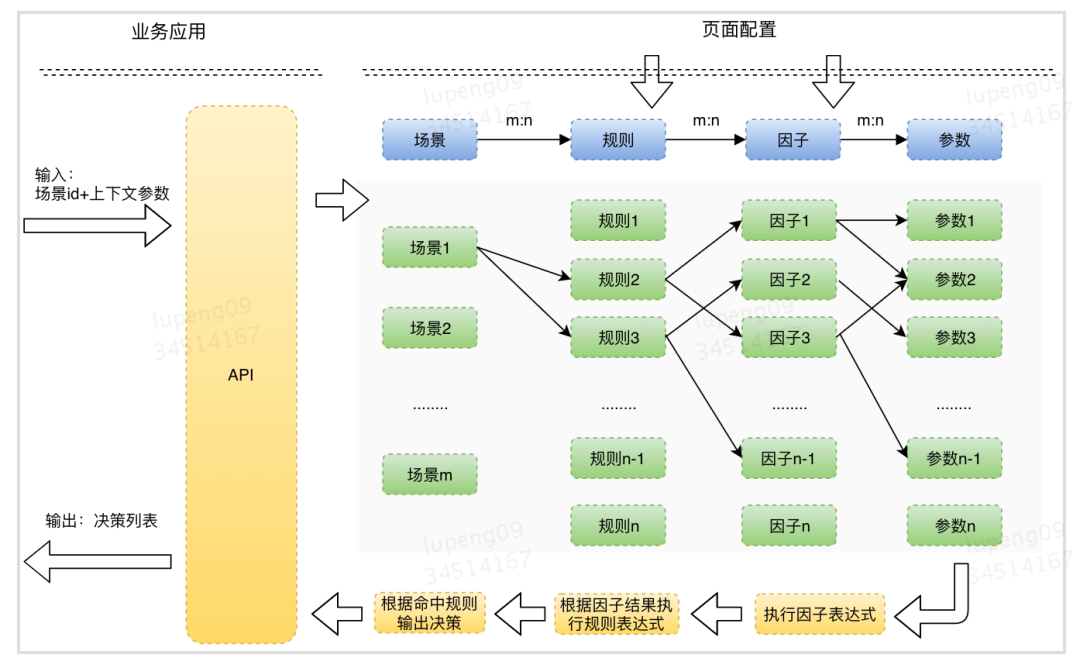 业务应用
页面配置
lupeng09
34514167
lupeng09
34514167
m:n
m:n
m:n
场景
规则
因子
参数
输入：
场景id+上下文参数
规则1
因子1
参数1
场景1
规则2
因子2
参数2
lupeng09
34514167
lupeng09
34514167
场景2
规则3
因子3
参数3
API
........
........
........
........
规则n-1
因子n-1
参数n-1
场景m
输出：决策列表
规则n
因子n
参数n
lupeng09
34514167
lupeng09
34514167
根据命中规则
输出决策
根据因子结果执
行规则表达式
执行因子表达式